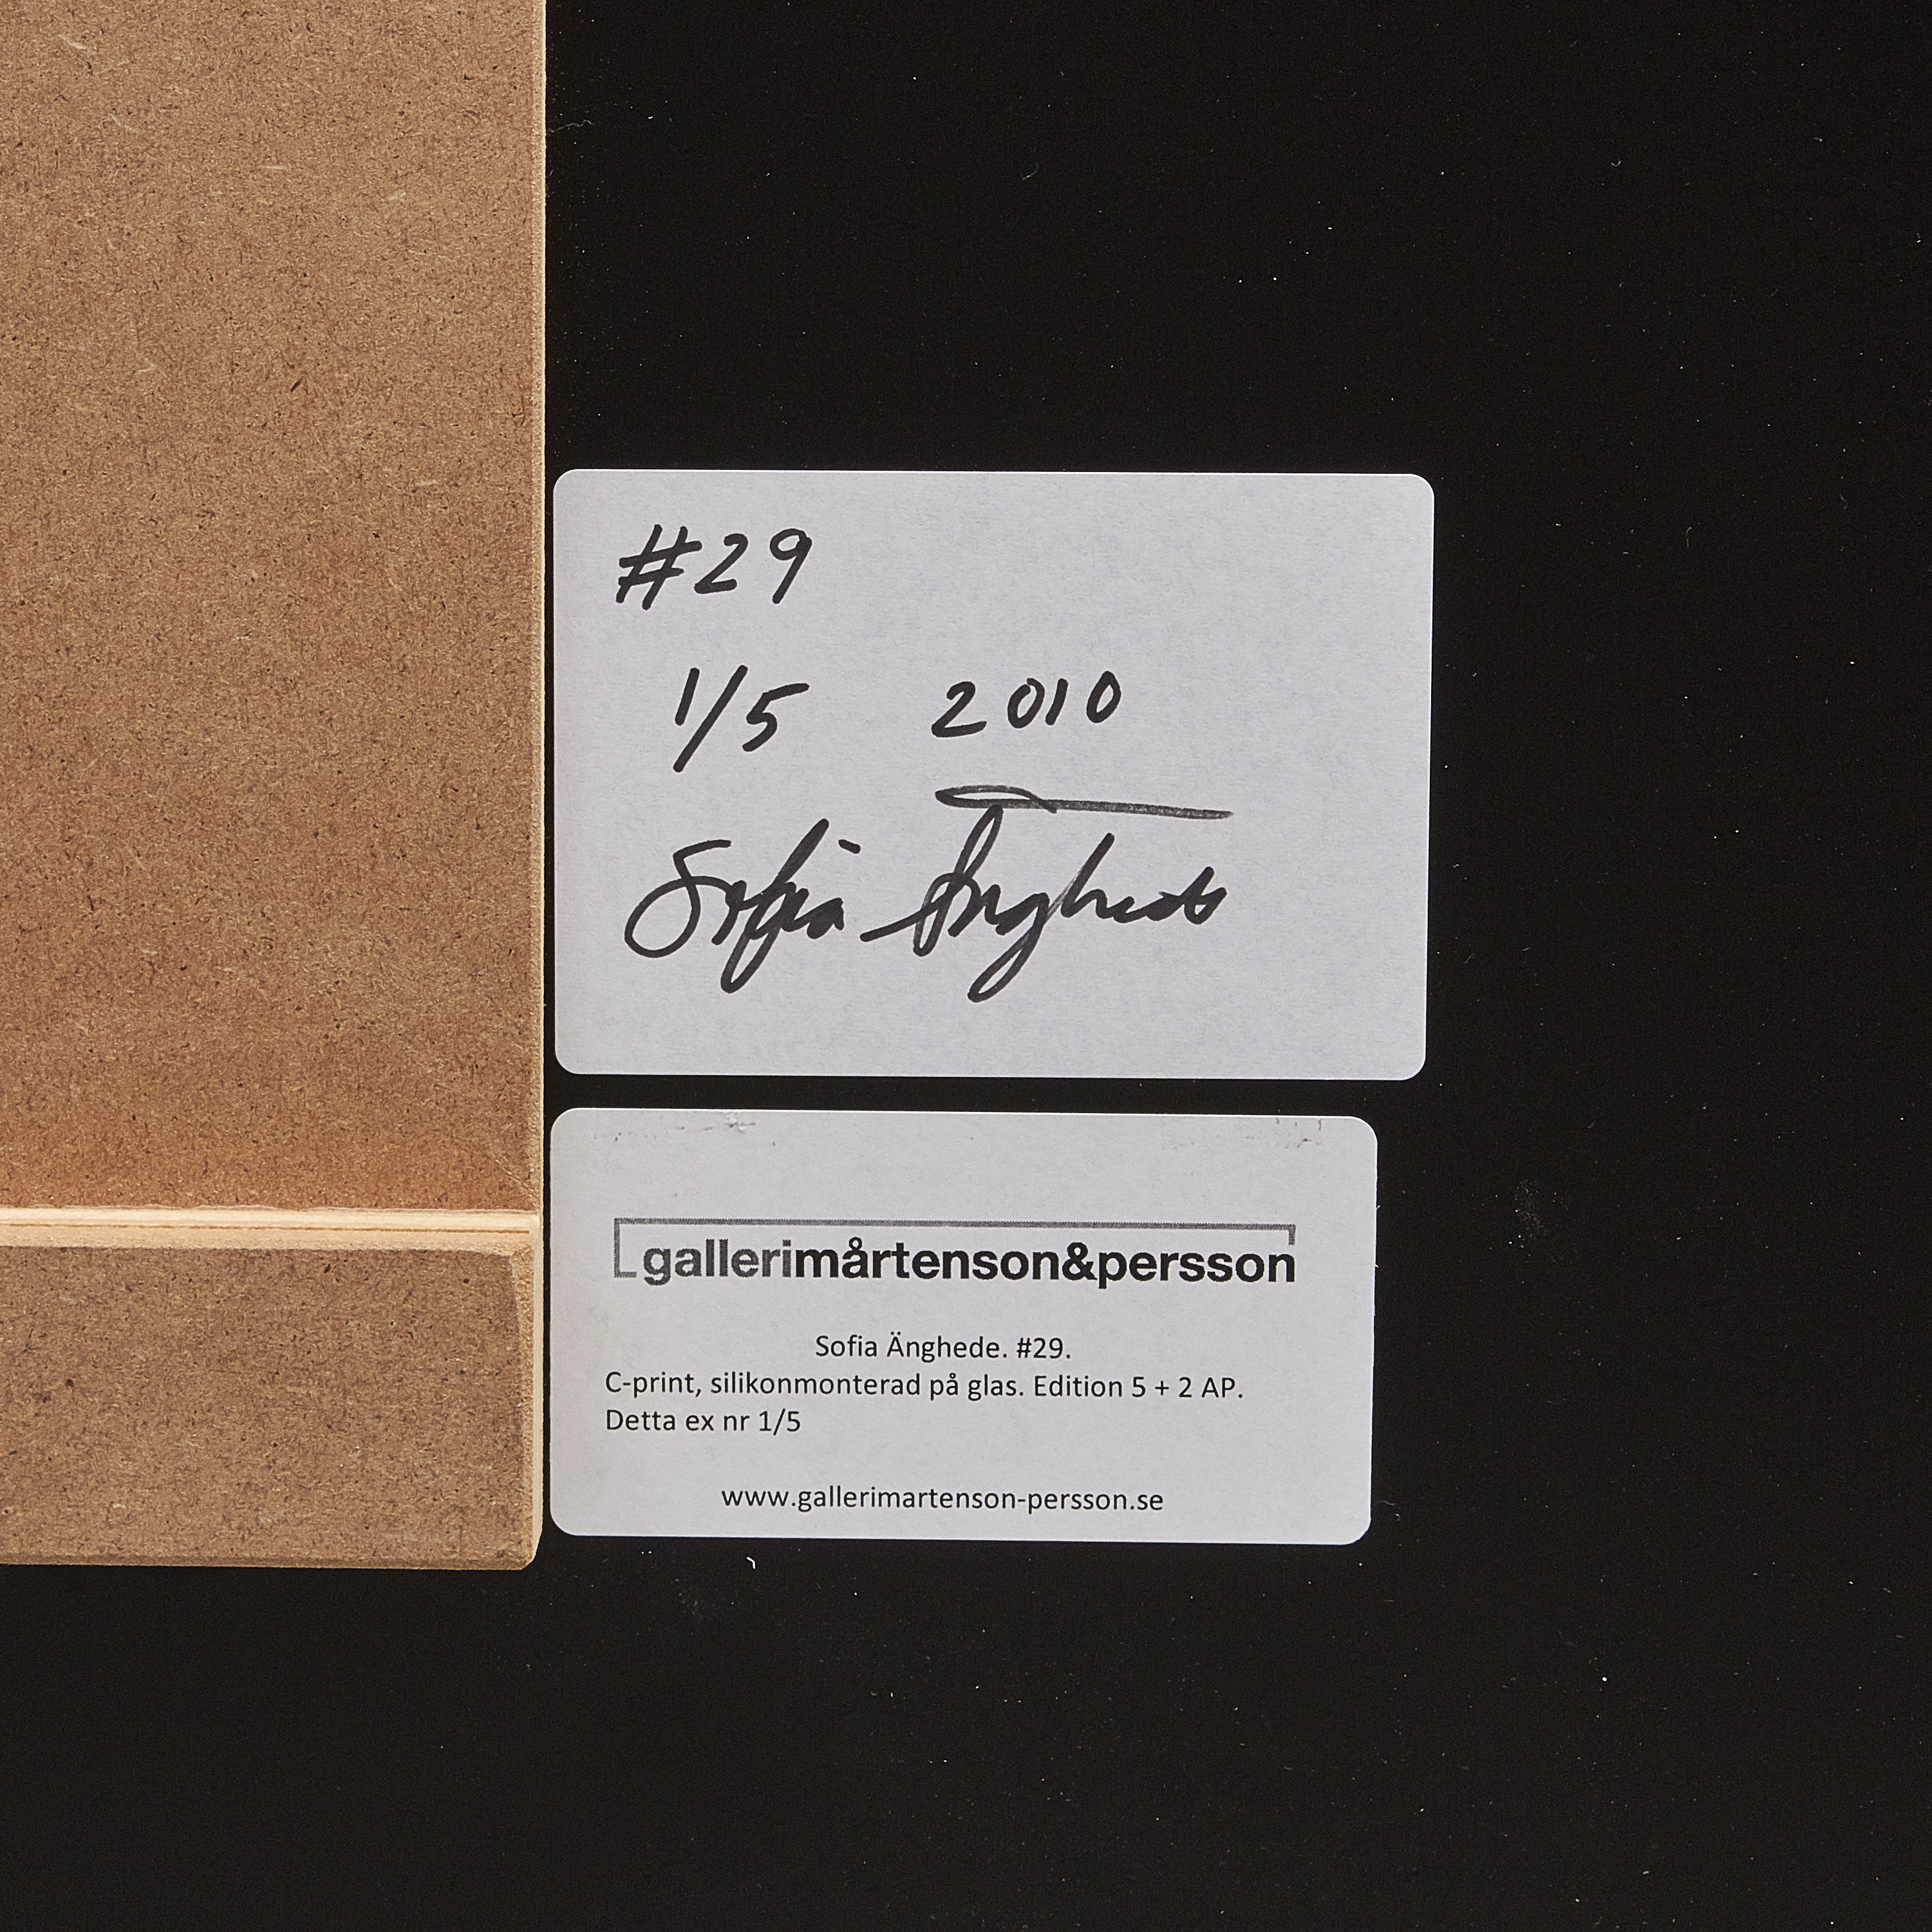 #29
1/5 2010
Sofia Änghede
gallerimårtenson&persson
Sofia Änghede. #29.
C-print, silikonmonterad på glas. Edition 5 + 2 AP.
Detta ex nr 1/5
www.gallerimartenson-persson.se